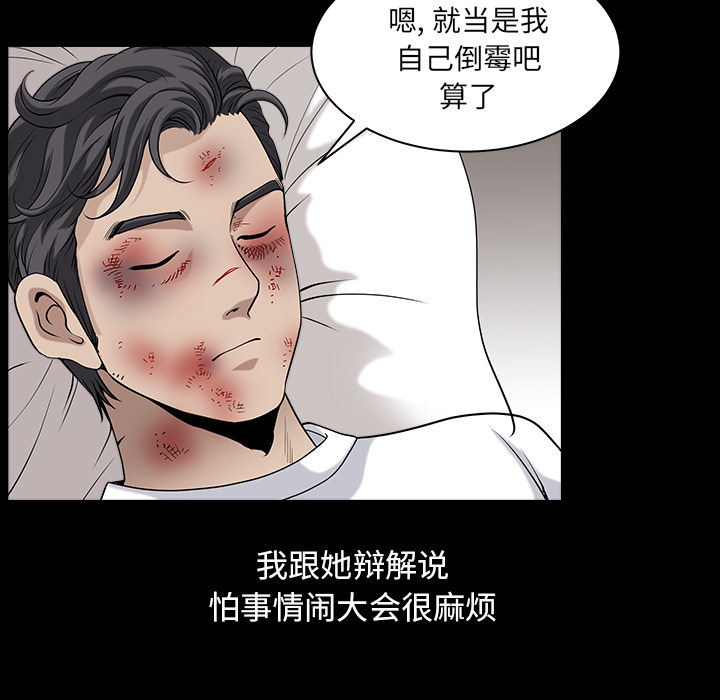 嗯, 就当是我
自己倒霉吧
算了
我跟她辩解说
怕事情闹大会很麻烦